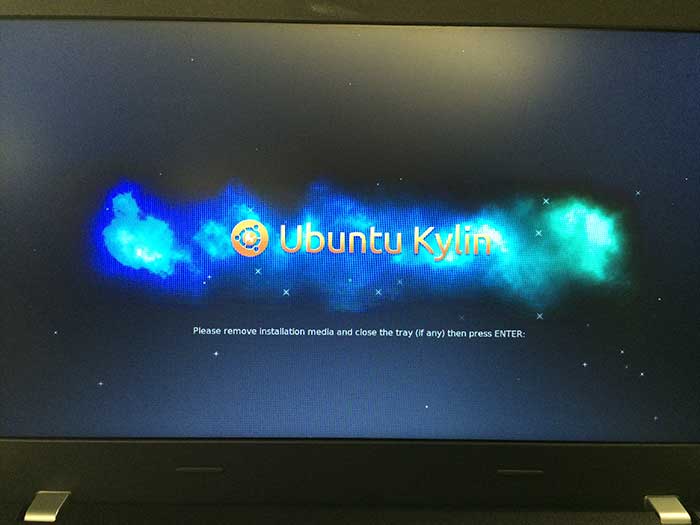 Ubuntu Kylin
Please remove installation media and close the tray (if any) then press ENTER: